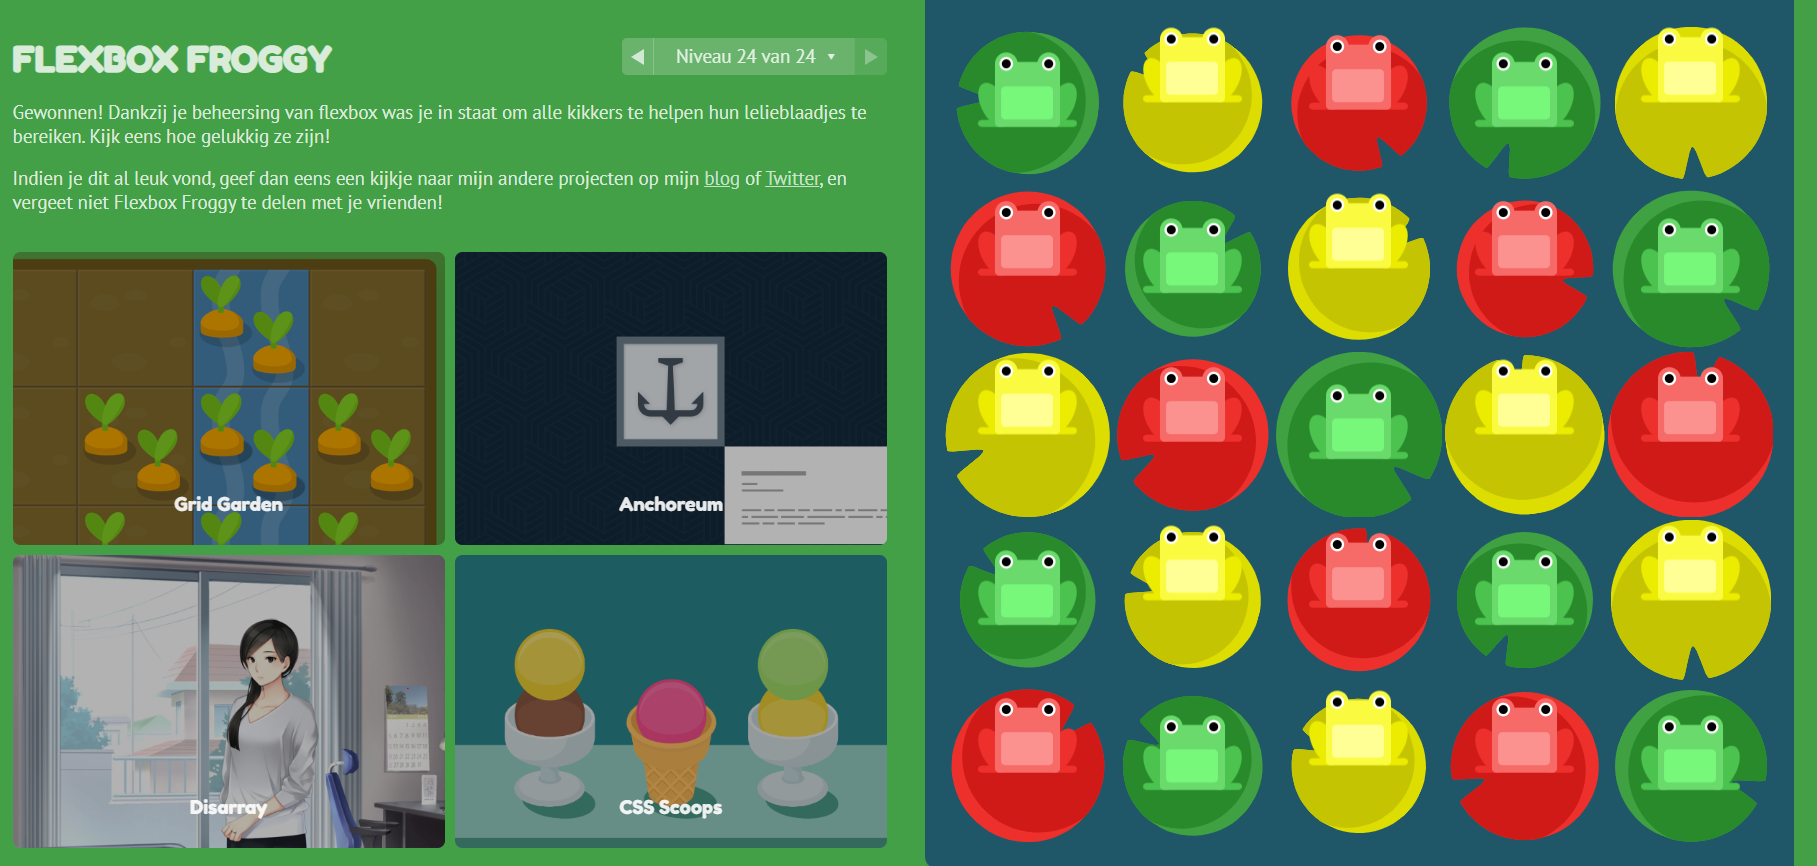 FLEXBOX FROGGY
◀ Niveau 24 van 24 ▾ ▶
Gewonnen! Dankzij je beheersing van flexbox was je in staat om alle kikkers te helpen hun lelieblaadjes te
bereiken. Kijk eens hoe gelukkig ze zijn!
Indien je dit al leuk vond, geef dan eens een kijkje naar mijn andere projecten op mijn blog of Twitter, en
vergeet niet Flexbox Froggy te delen met je vrienden!
Grid Garden
Anchoreum
Disarray
CSS Scoops